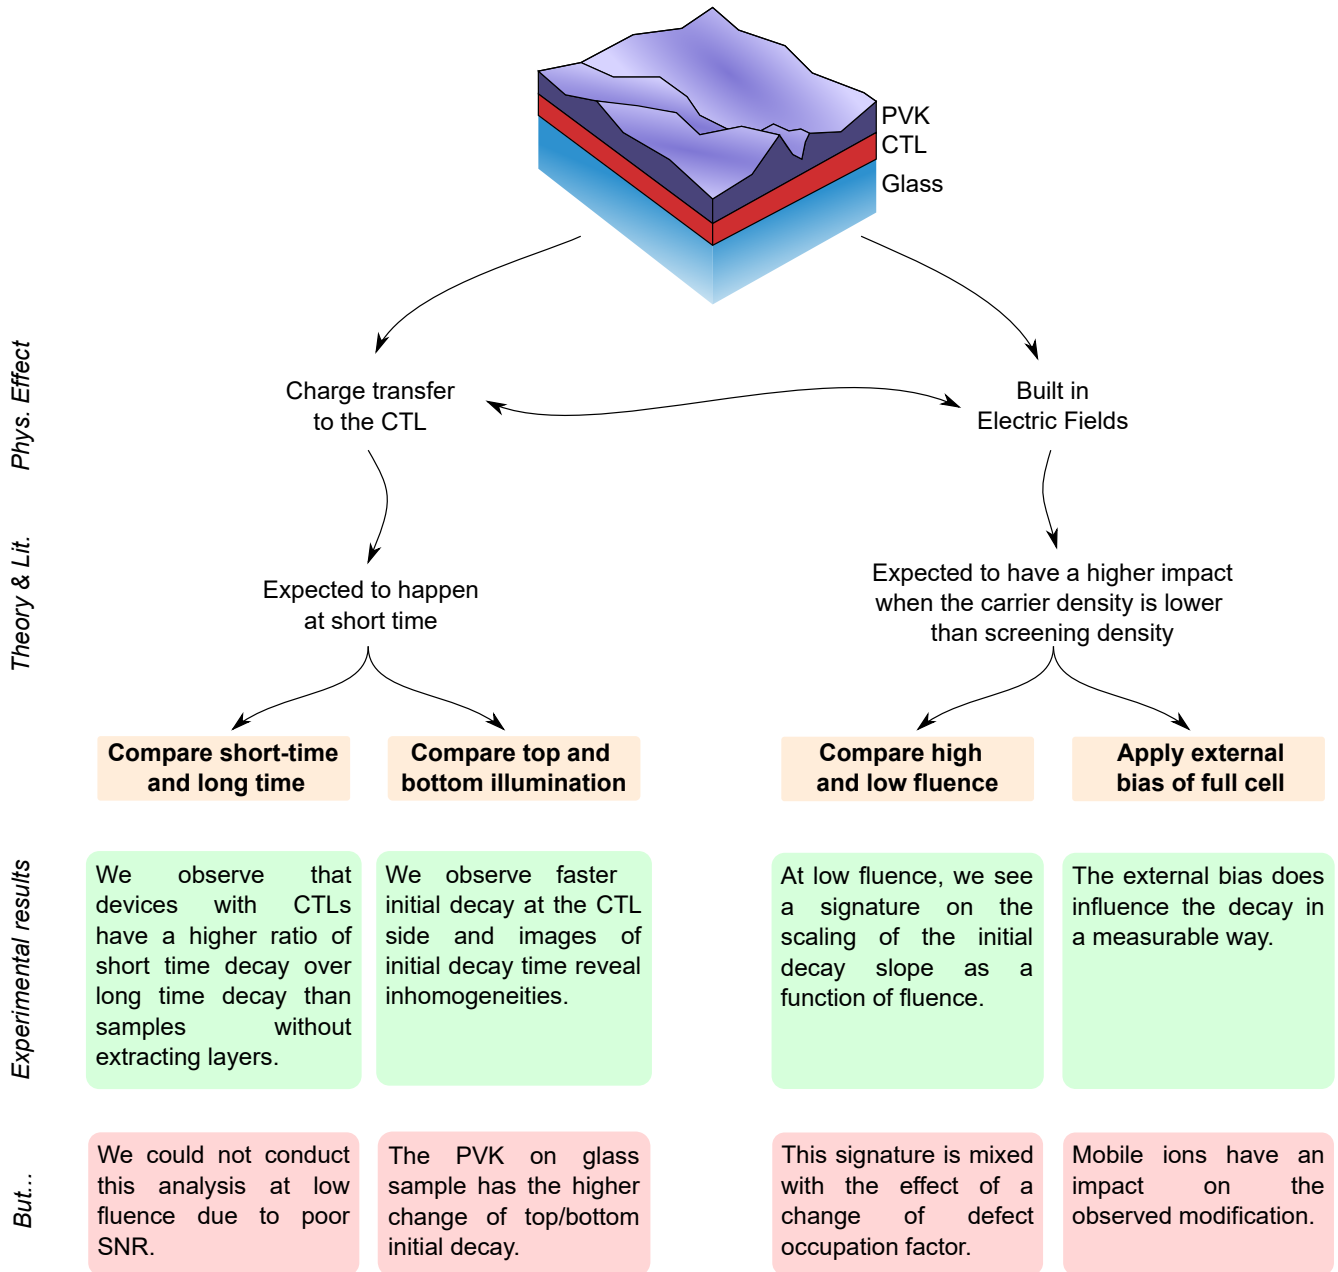 PVK
CTL
Glass
Phys. Effect
Charge transfer
to the CTL
Built in
Electric Fields
Theory & Lit.
Expected to happen
at short time
Expected to have a higher impact
when the carrier density is lower
than screening density
Compare short-time
and long time
Compare top and
bottom illumination
Compare high
and low fluence
Apply external
bias of full cell
Experimental results
We observe that
devices with CTLs
have a higher ratio of
short time decay over
long time decay than
samples without
extracting layers.
We observe faster
initial decay at the CTL
side and images of
initial decay time reveal
inhomogeneities.
At low fluence, we see
a signature on the
scaling of the initial
decay slope as a
function of fluence.
The external bias does
influence the decay in
a measurable way.
But...
We could not conduct
this analysis at low
fluence due to poor
SNR.
The PVK on glass
sample has the higher
change of top/bottom
initial decay.
This signature is mixed
with the effect of a
change of defect
occupation factor.
Mobile ions have an
impact on the
observed modification.